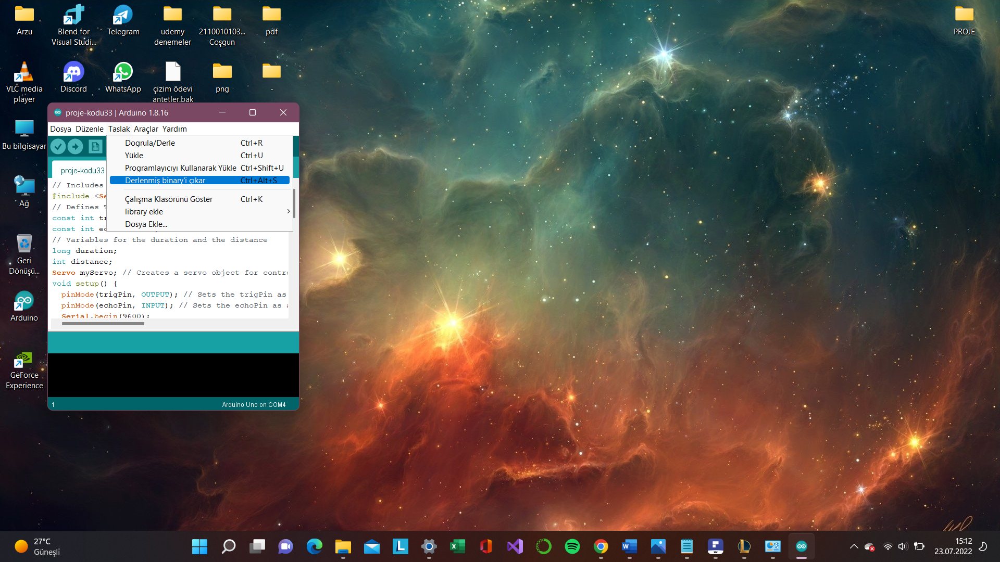 Arzu
Blend for
Visual Studi...
Telegram
udemy
denemeler
2110010103...
Coşgun
pdf
PROJE
VLC media
player
Discord
WhatsApp
çizim ödevi
antetler.bak
png
-
Bu bilgisayar
Ağ
Geri
Dönüşü...
Arduino
GeForce
Experience
proje-kodu33 | Arduino 1.8.16
Dosya Düzenle Taslak Araçlar Yardım
Dogrula/Derle Ctrl+R
Yükle Ctrl+U
Programlayıcıyı Kullanarak Yükle Ctrl+Shift+U
Derlenmiş binary'i çıkar Ctrl+Alt+S
Çalışma Klasörünü Göster Ctrl+K
library ekle
Dosya Ekle...
proje-kodu33
// Includes
#include <Se
// Defines T
const int tr
const int ec
// Variables for the duration and the distance
long duration;
int distance;
Servo myServo; // Creates a servo object for contro
void setup() {
pinMode(trigPin, OUTPUT); // Sets the trigPin as
pinMode(echoPin, INPUT); // Sets the echoPin as a
Serial.begin(9600);
1
Arduino Uno on COM4
27°C
Güneşli
15:12
23.07.2022